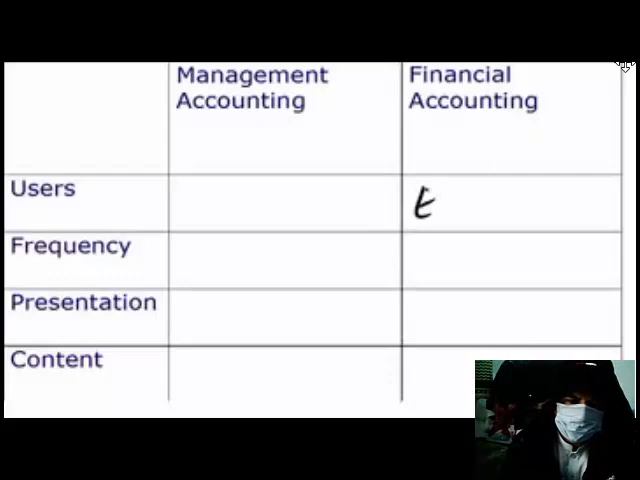 Management Accounting
Financial Accounting
Users
t
Frequency
Presentation
Content